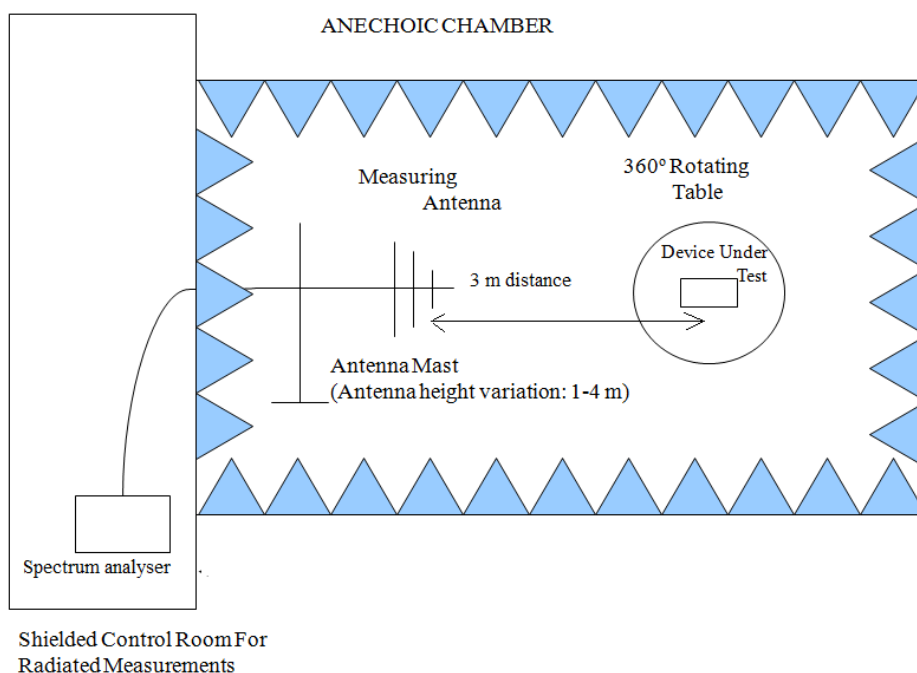 ANECHOIC CHAMBER
360° Rotating
Table
Measuring
Antenna
Device Under
Test
3 m distance
Antenna Mast
(Antenna height variation: 1-4 m)
Spectrum analyser
Shielded Control Room For
Radiated Measurements